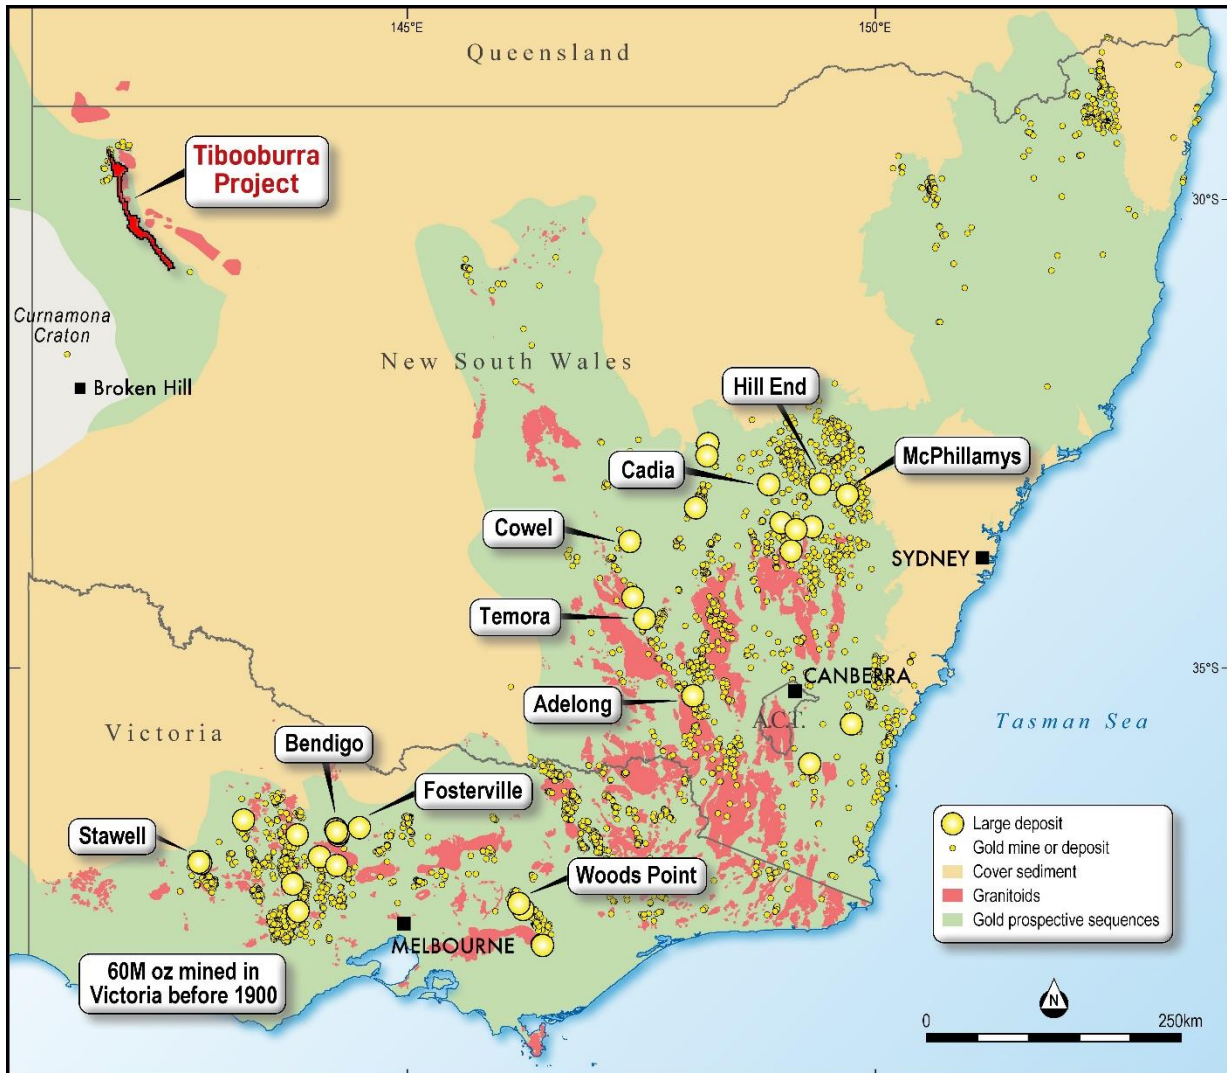 145°E
150°E
Queensland
Tibooburra
Project
30°S
Curnamona
Craton
Broken Hill
New South Wales
Hill End
Cadia
McPhillamys
Cowel
SYDNEY
Temora
35°S
CANBERRA
Adelong
A.C.T.
Tasman Sea
Victoria
Bendigo
Fosterville
Stawell
Woods Point
MELBOURNE
60M oz mined in
Victoria before 1900
Large deposit
Gold mine or deposit
Cover sediment
Granitoids
Gold prospective sequences
N
0
250km